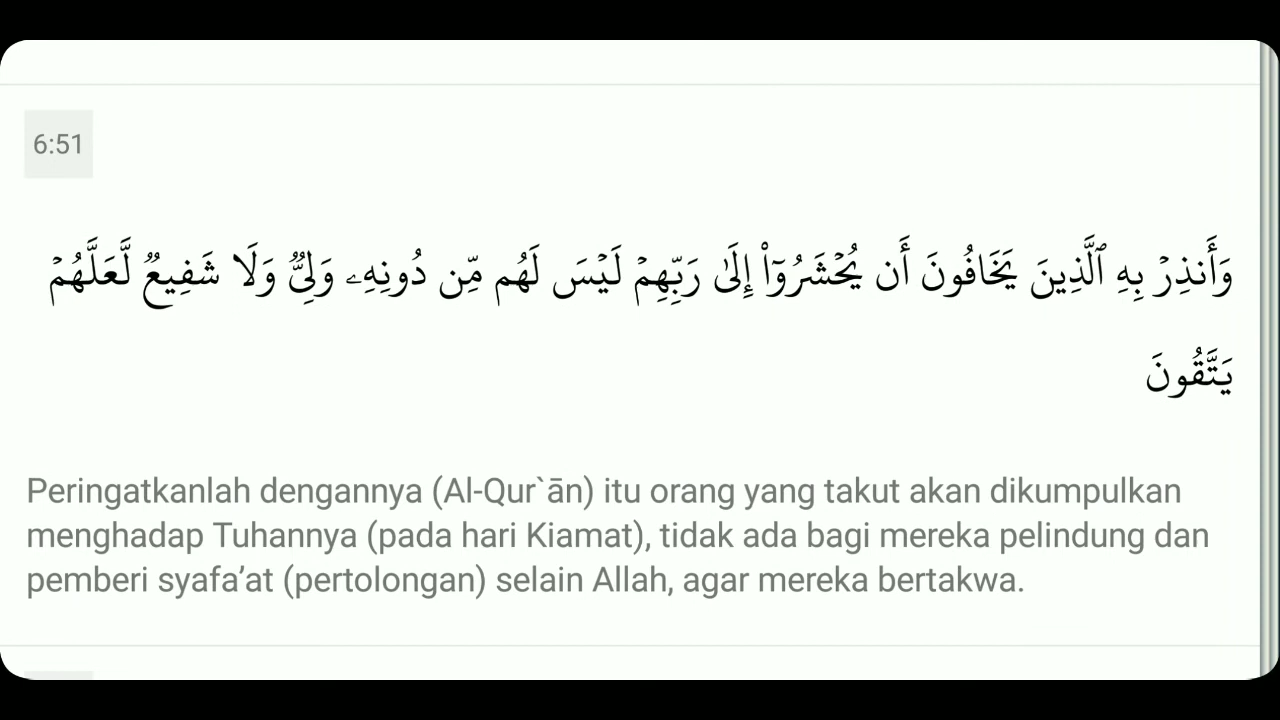 6:51
وَأَنذِرْ بِهِ ٱلَّذِينَ يَخَافُونَ أَن يُحْشَرُوٓا۟ إِلَىٰ رَبِّهِمْ لَيْسَ لَهُم مِّن دُونِهِۦ وَلِىٌّ وَلَا شَفِيعٌ لَّعَلَّهُمْ
يَتَّقُونَ
Peringatkanlah dengannya (Al-Qur`ān) itu orang yang takut akan dikumpulkan
menghadap Tuhannya (pada hari Kiamat), tidak ada bagi mereka pelindung dan
pemberi syafa’at (pertolongan) selain Allah, agar mereka bertakwa.